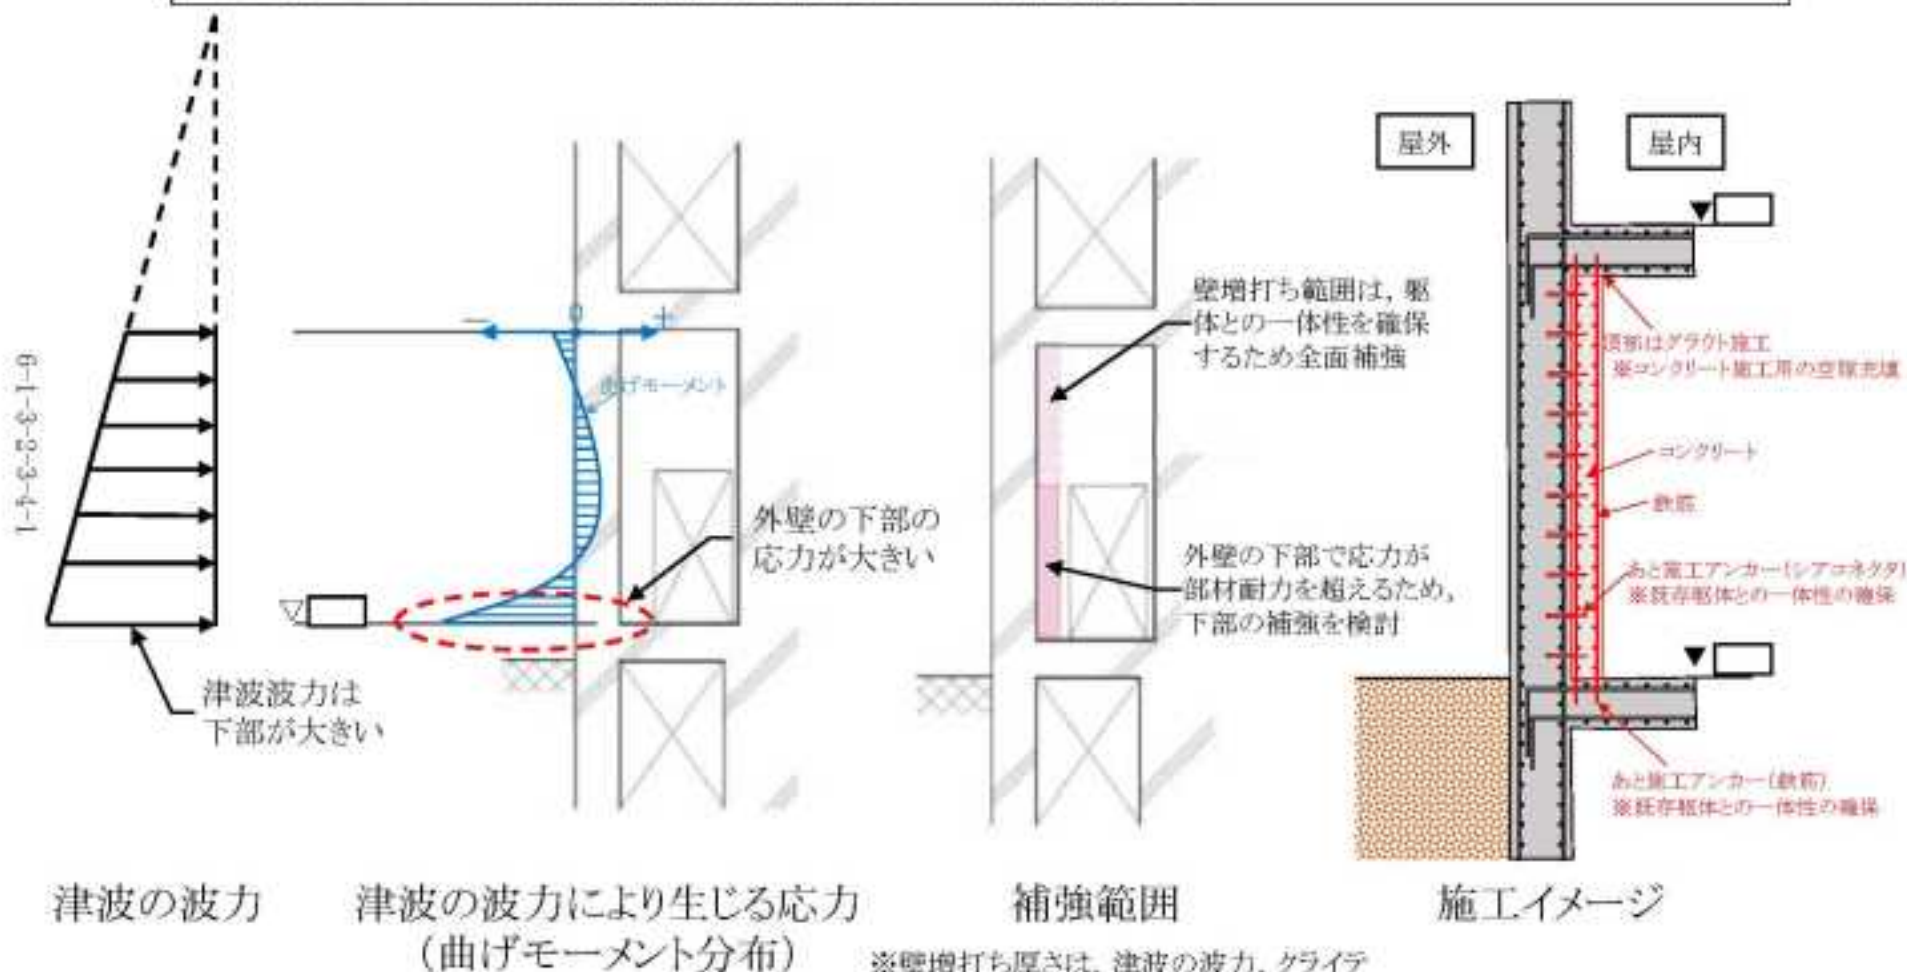 6-1-3-2-3-4-1
津波波力は
下部が大きい
津波の波力
－
0
＋
曲げモーメント
外壁の下部の
応力が大きい
津波の波力により生じる応力
（曲げモーメント分布）
壁増打ち範囲は，躯
体との一体性を確保
するため全面補強
外壁の下部で応力が
部材耐力を超えるため，
下部の補強を検討
補強範囲
※壁増打ち厚さは，津波の波力，クライテ
屋外
屋内
頂部はグラウト施工
※コンクリート施工用の空隙充填
コンクリート
鉄筋
あと施工アンカー（シアコネクタ）
※既存躯体との一体性の確保
あと施工アンカー（鉄筋）
※既存躯体との一体性の確保
施工イメージ